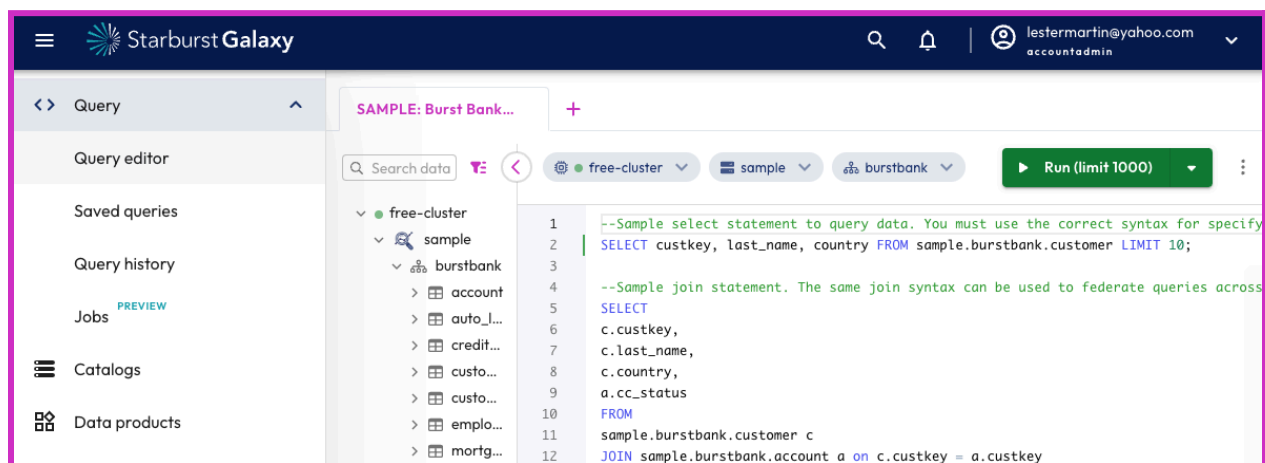 Starburst Galaxy
lestermartin@yahoo.com
accountadmin
Query
Query editor
Saved queries
Query history
Jobs PREVIEW
Catalogs
Data products
SAMPLE: Burst Bank...
+
Search data
free-cluster
sample
burstbank
Run (limit 1000)
free-cluster
sample
burstbank
account
auto_l...
credit...
custo...
custo...
emplo...
mortg...
1 --Sample select statement to query data. You must use the correct syntax for specify
2 SELECT custkey, last_name, country FROM sample.burstbank.customer LIMIT 10;
3
4 --Sample join statement. The same join syntax can be used to federate queries across
5 SELECT
6 c.custkey,
7 c.last_name,
8 c.country,
9 a.cc_status
10 FROM
11 sample.burstbank.customer c
12 JOIN sample.burstbank.account a on c.custkey = a.custkey